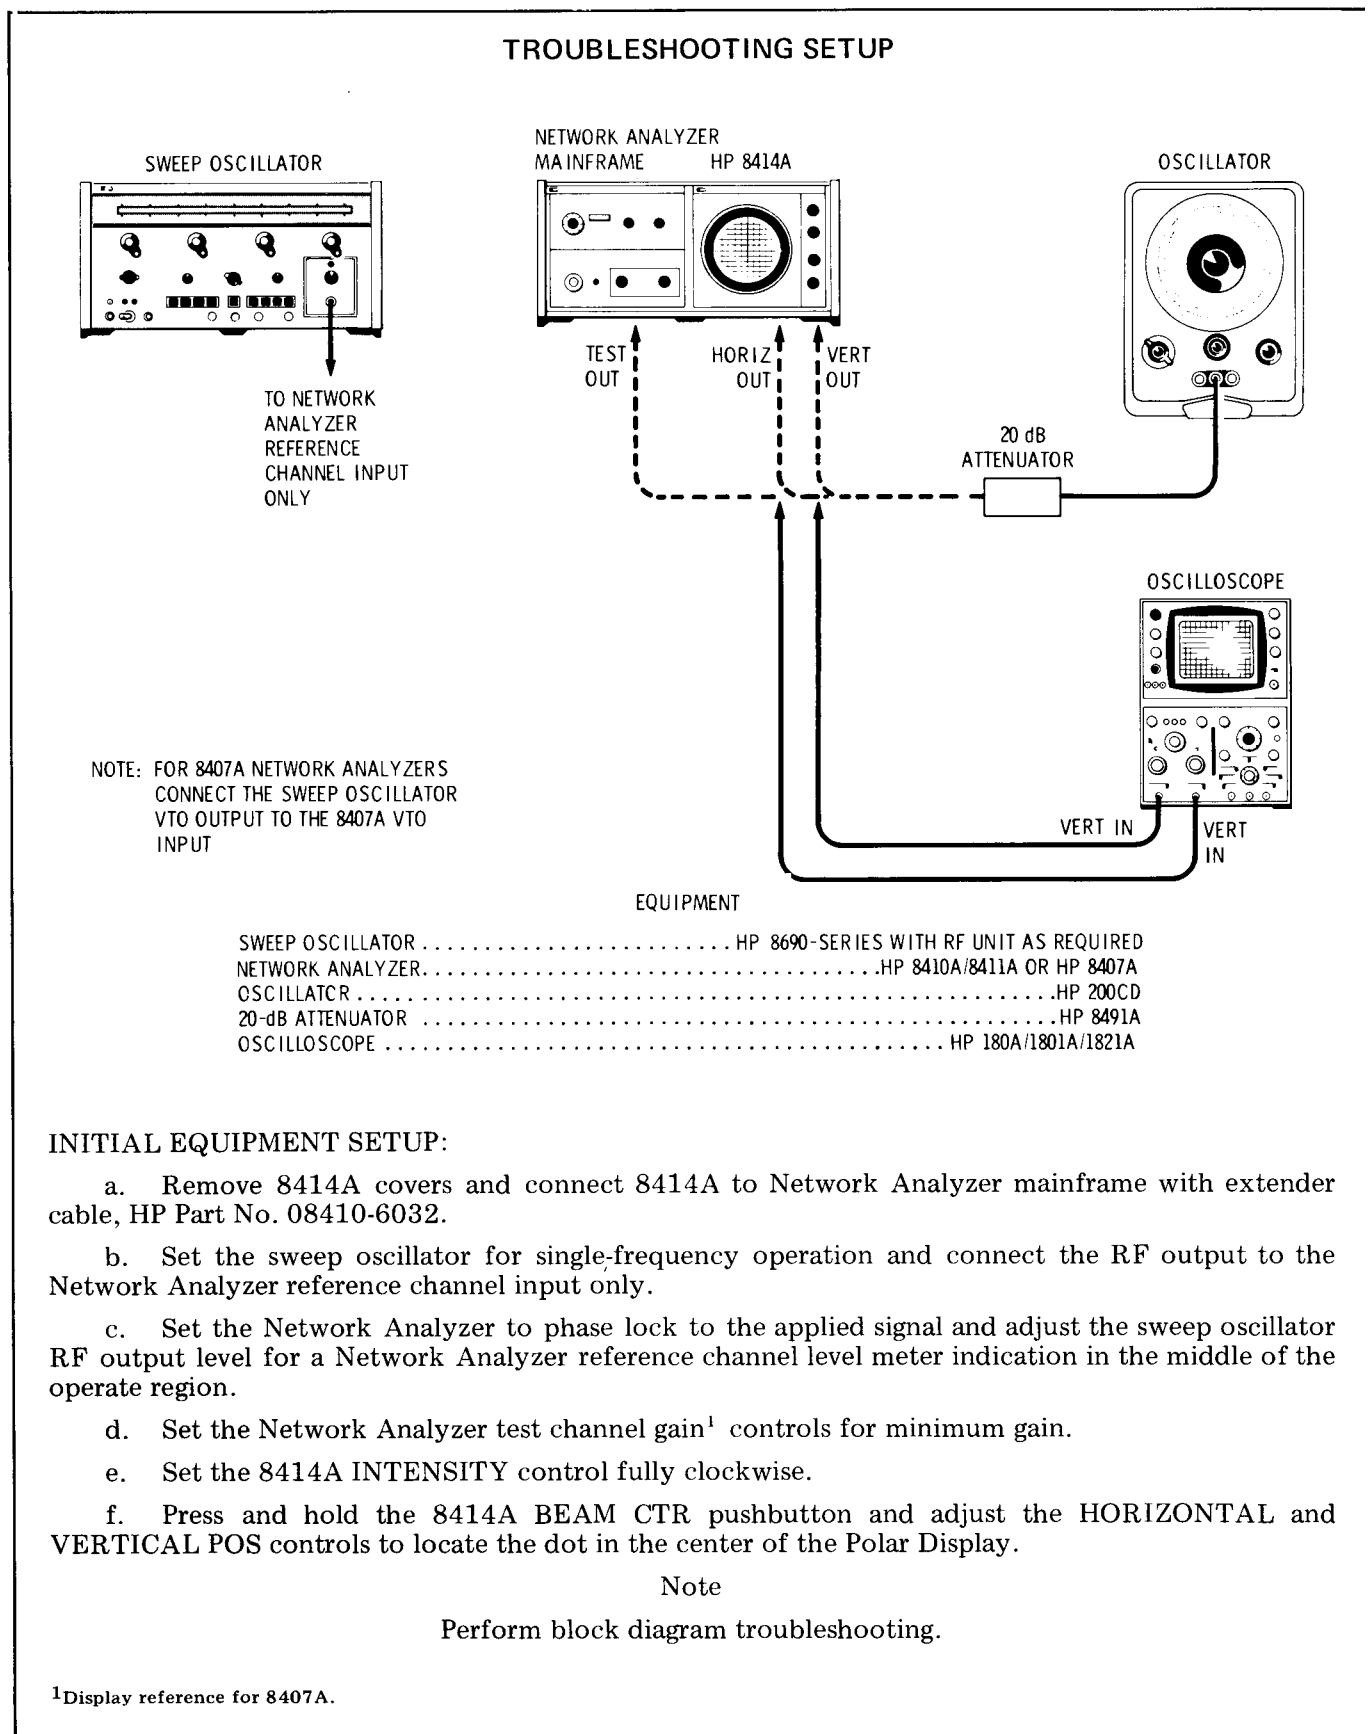 TROUBLESHOOTING SETUP
SWEEP OSCILLATOR
NETWORK ANALYZER
MAINFRAME HP 8414A
OSCILLATOR
TEST
OUT
HORIZ
OUT
VERT
OUT
TO NETWORK
ANALYZER
REFERENCE
CHANNEL INPUT
ONLY
20 dB
ATTENUATOR
OSCILLOSCOPE
NOTE: FOR 8407A NETWORK ANALYZERS
CONNECT THE SWEEP OSCILLATOR
VTO OUTPUT TO THE 8407A VTO
INPUT
VERT IN
VERT
IN
EQUIPMENT
SWEEP OSCILLATOR . . . . . . . . . . . . . . . . . . . . . . . . . HP 8690-SERIES WITH RF UNIT AS REQUIRED
NETWORK ANALYZER. . . . . . . . . . . . . . . . . . . . . . . . . . . . . . . . . . . . .HP 8410A/8411A OR HP 8407A
OSCILLATCR . . . . . . . . . . . . . . . . . . . . . . . . . . . . . . . . . . . . . . . . . . . . . . . . . . . . . . . .HP 200CD
20-dB ATTENUATOR . . . . . . . . . . . . . . . . . . . . . . . . . . . . . . . . . . . . . . . . . . . . . . . . . . .HP 8491A
OSCILLOSCOPE . . . . . . . . . . . . . . . . . . . . . . . . . . . . . . . . . . . . . . . . . . . . . HP 180A/1801A/1821A
INITIAL EQUIPMENT SETUP:
a. Remove 8414A covers and connect 8414A to Network Analyzer mainframe with extender
cable, HP Part No. 08410-6032.
b. Set the sweep oscillator for single-frequency operation and connect the RF output to the
Network Analyzer reference channel input only.
c. Set the Network Analyzer to phase lock to the applied signal and adjust the sweep oscillator
RF output level for a Network Analyzer reference channel level meter indication in the middle of the
operate region.
d. Set the Network Analyzer test channel gain¹ controls for minimum gain.
e. Set the 8414A INTENSITY control fully clockwise.
f. Press and hold the 8414A BEAM CTR pushbutton and adjust the HORIZONTAL and
VERTICAL POS controls to locate the dot in the center of the Polar Display.
Note
Perform block diagram troubleshooting.
¹Display reference for 8407A.